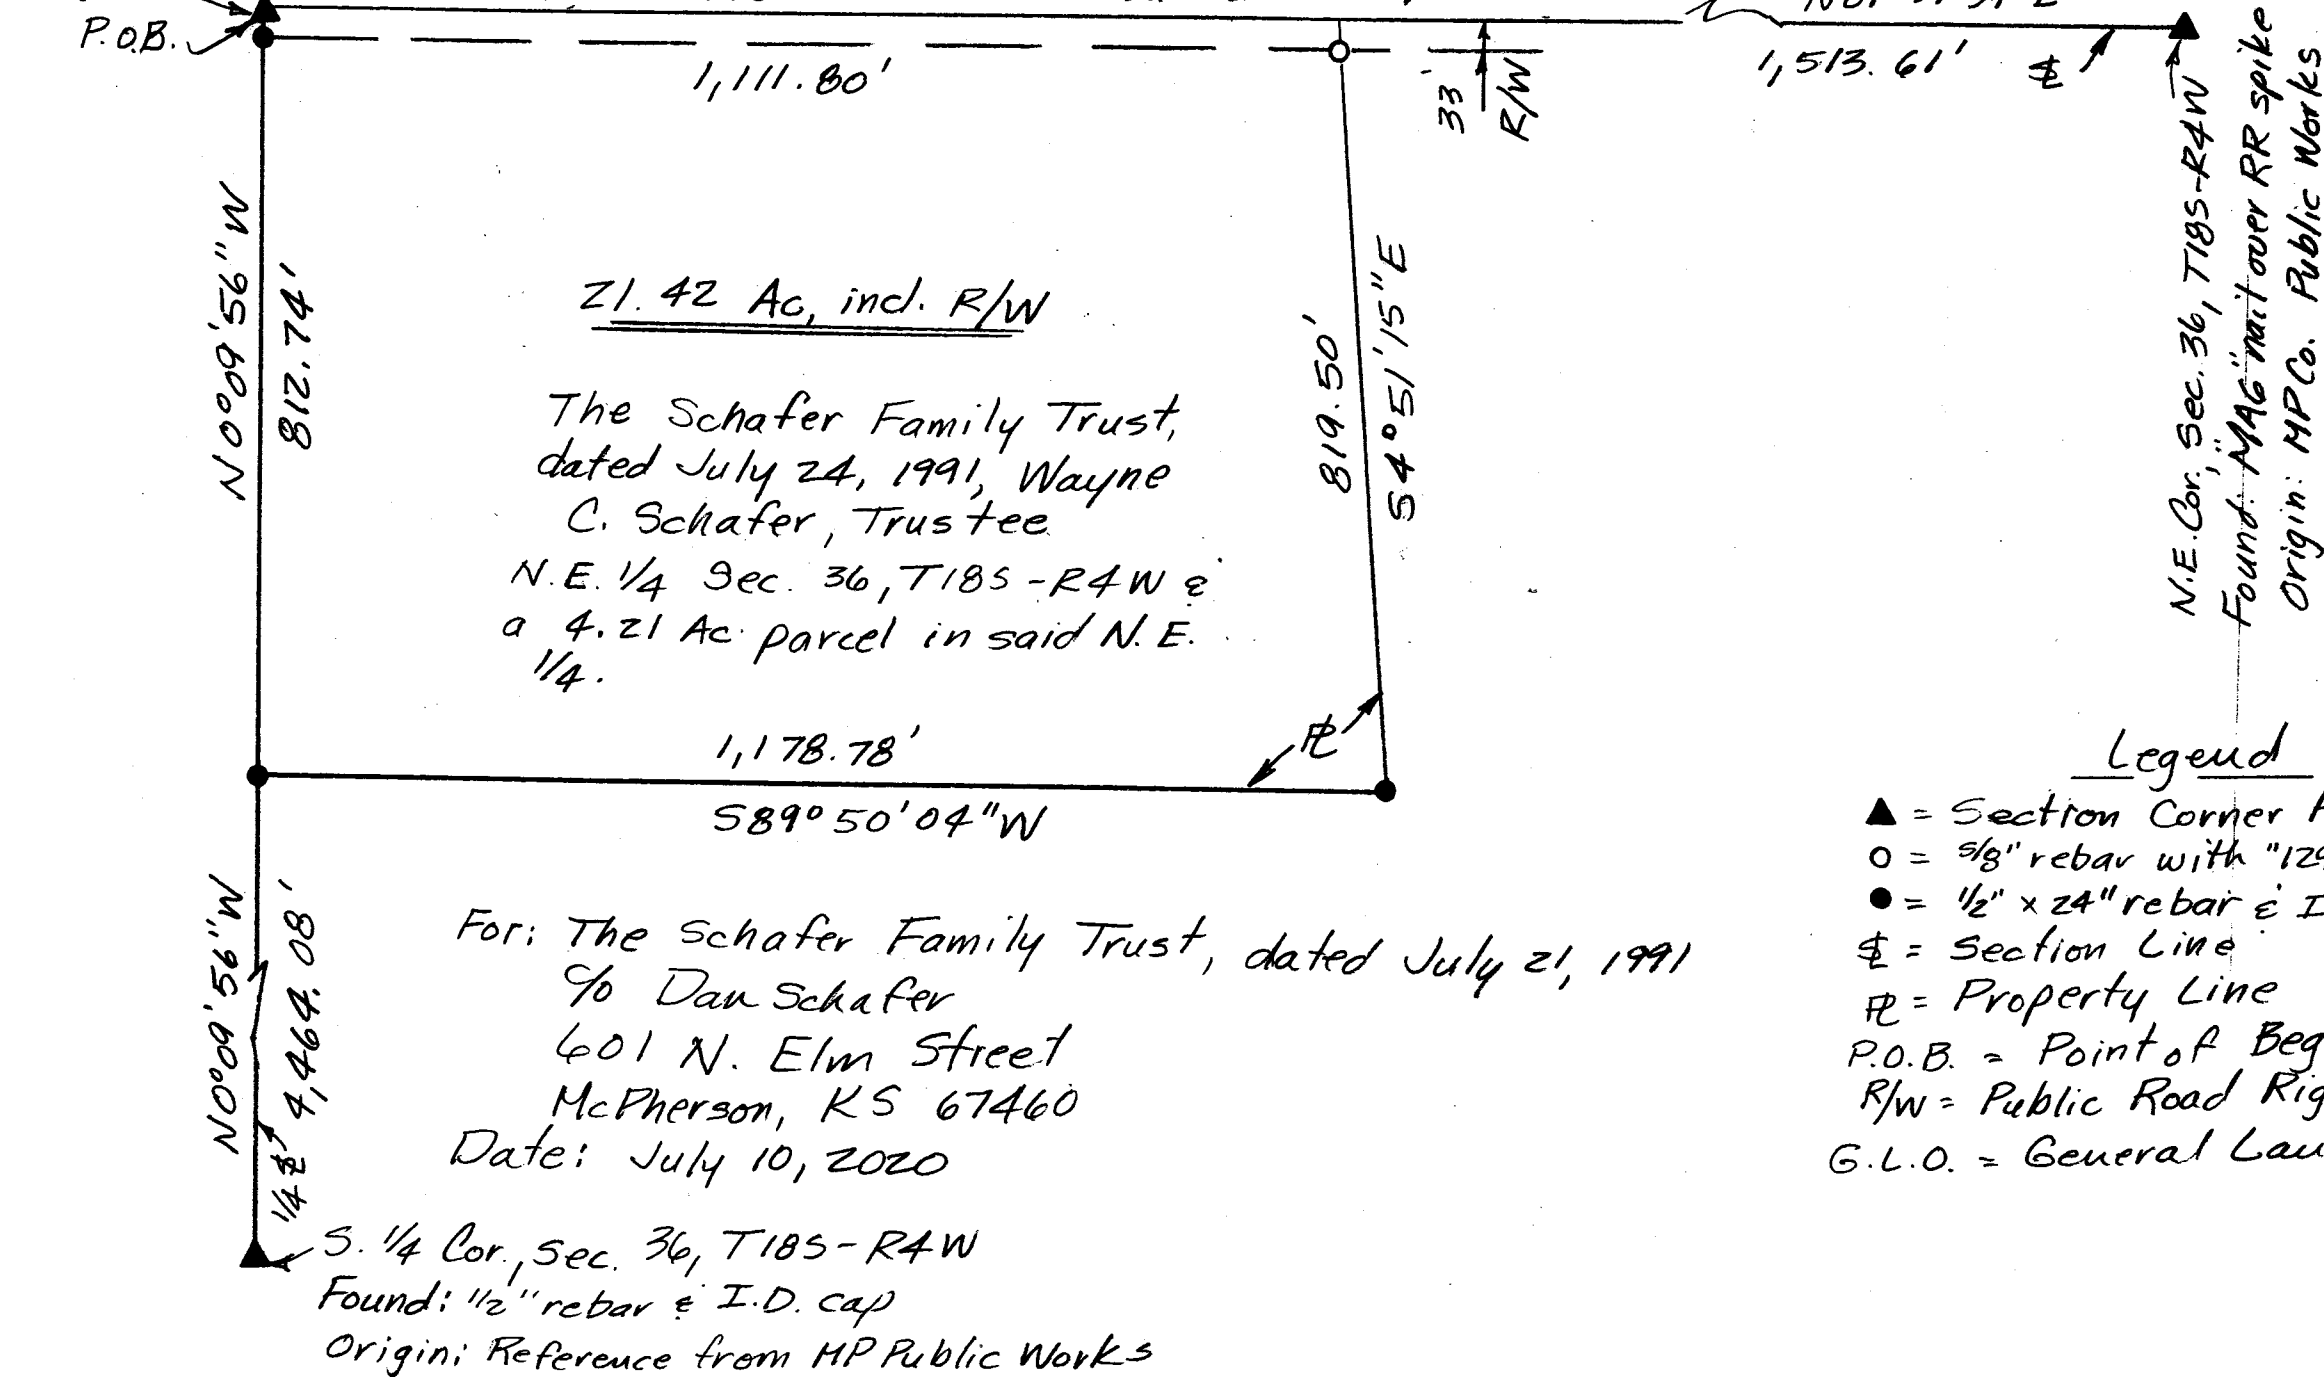 P.O.B.
1,111.80'
33'
R/W
1,513.61'
N0°09'56"W
812.74'
21.42 Ac, incl. R/W
The Schafer Family Trust,
dated July 24, 1991, Wayne
C. Schafer, Trustee
N.E. 1/4 Sec. 36, T18S-R4W &
a 4.21 Ac. parcel in said N.E.
1/4.
819.50'
S4°51'15"E
N.E. Cor., Sec. 36, T18S-R4W
Found: "MAG" nail over RR spike
Origin: MP Co. Public Works
1,178.78'
PL
S89°50'04"W
Legend
▲ = Section Corner
○ = 5/8" rebar with
● = 1/2" x 24" rebar &
SL = Section Line
PL = Property Line
P.O.B. = Point of
R/W = Public Road
G.L.O. = General
N0°09'56"W
4,464.08'
1/4 SL
For: The Schafer Family Trust, dated July 21, 1991
c/o Dan Schafer
601 N. Elm Street
McPherson, KS 67460
Date: July 10, 2020
S. 1/4 Cor., Sec. 36, T18S-R4W
Found: 1/2" rebar & I.D. cap
Origin: Reference from MP Public Works